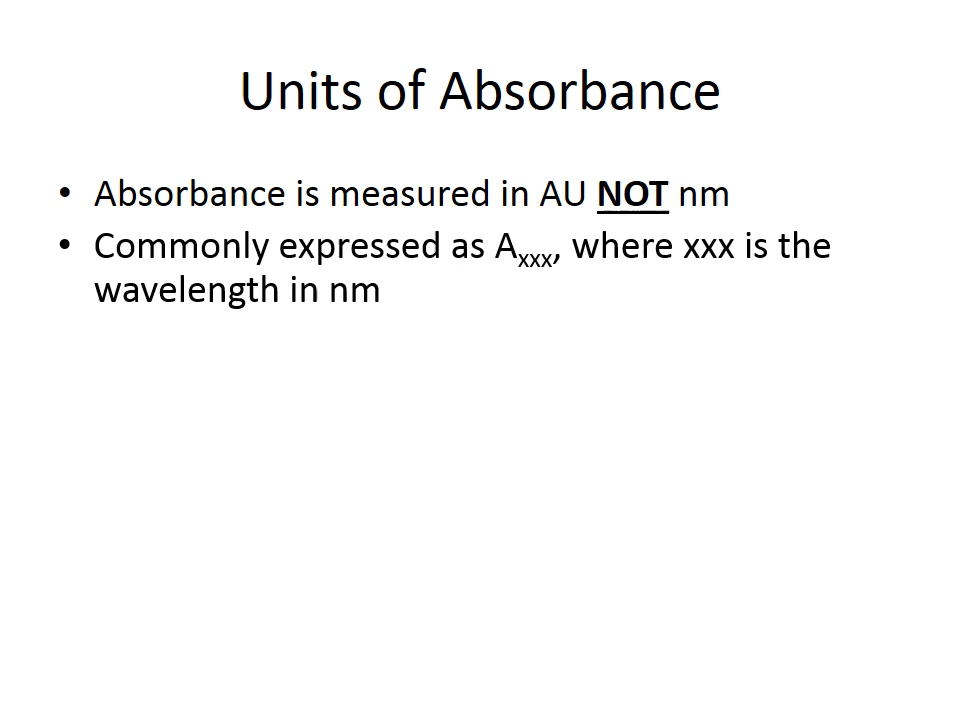 Units of Absorbance
• Absorbance is measured in AU NOT nm
• Commonly expressed as Axxx, where xxx is the
wavelength in nm